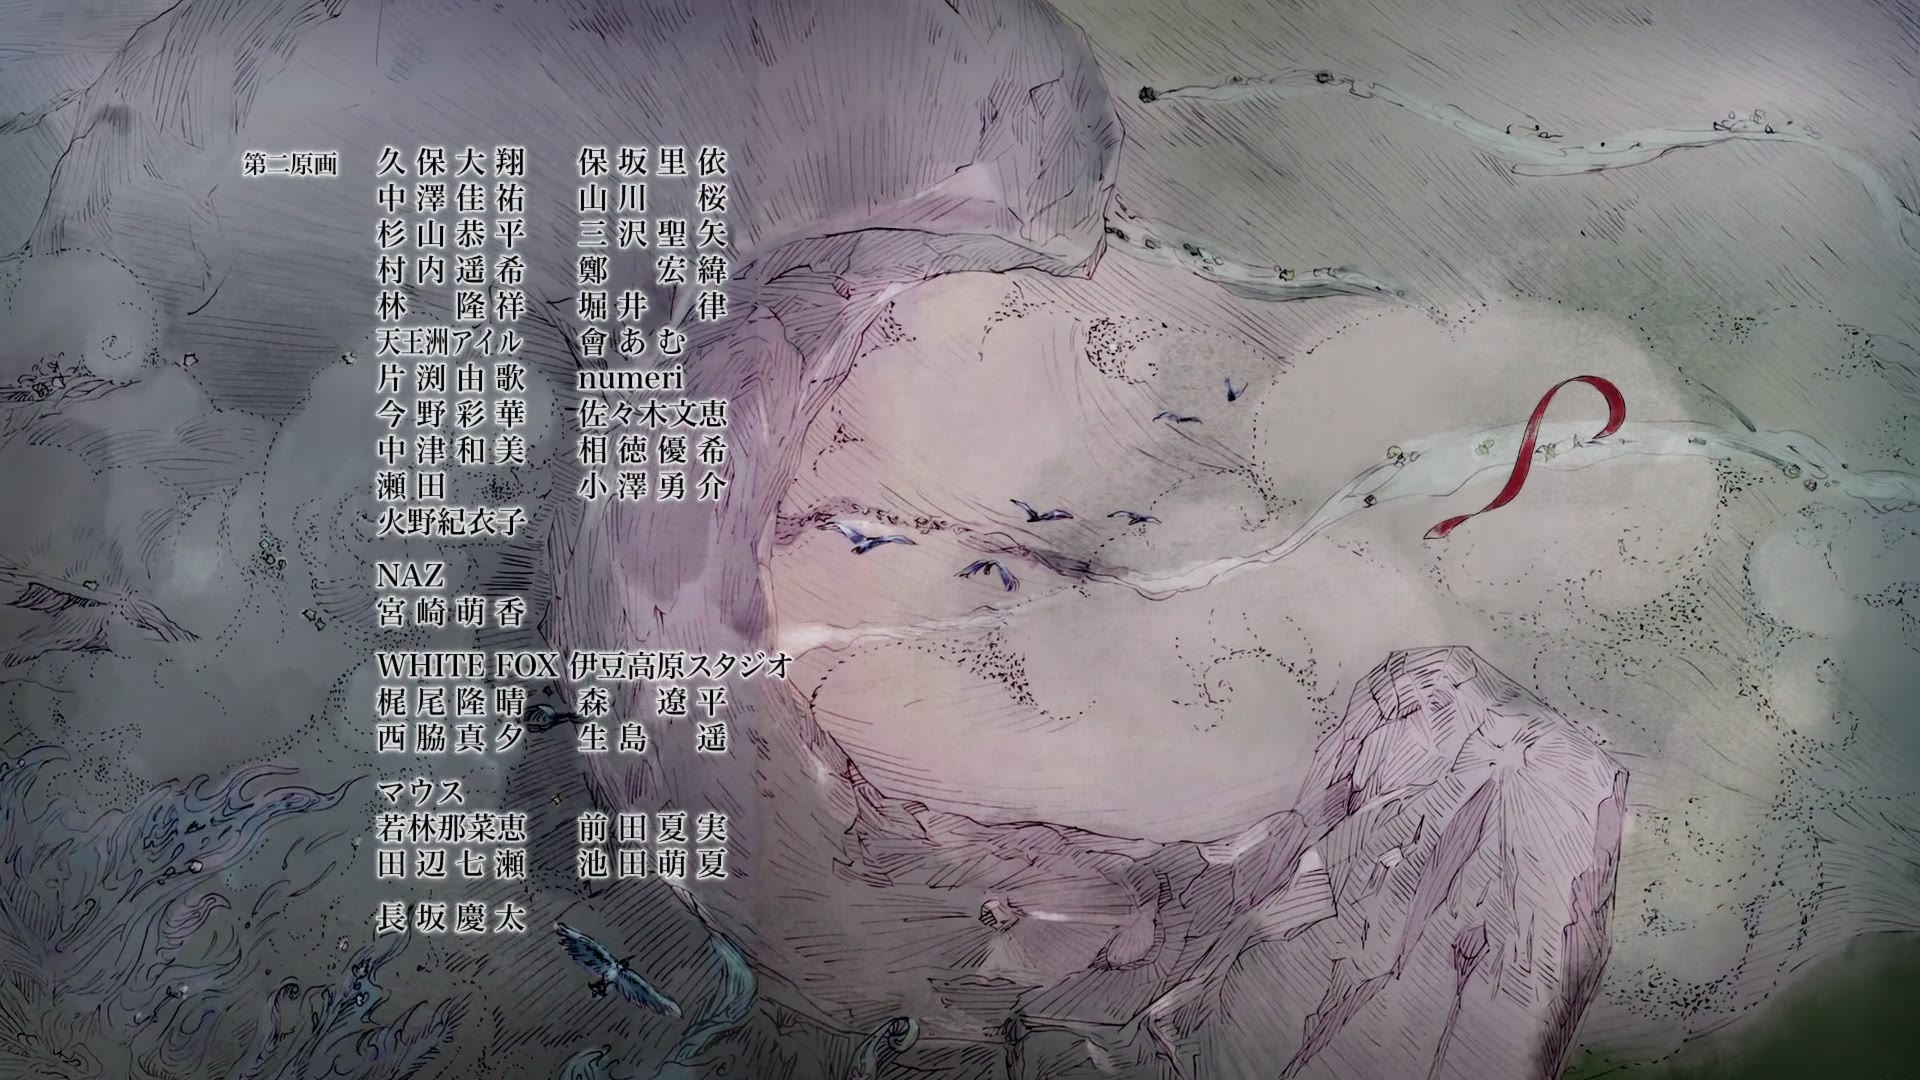 第二原画 久保大翔 保坂里依
中澤佳祐 山川桜
杉山恭平 三沢聖矢
村内遥希 鄭宏緯
林隆祥 堀井律
天王洲アイル 會あむ
片渕由歌 numeri
今野彩華 佐々木文恵
中津和美 相徳優希
瀬田 小澤勇介
火野紀衣子
NAZ
宮崎萌香
WHITE FOX 伊豆高原スタジオ
梶尾隆晴 森遼平
西脇真夕 生島遥
マウス
若林那菜恵 前田夏実
田辺七瀬 池田萌夏
長坂慶太